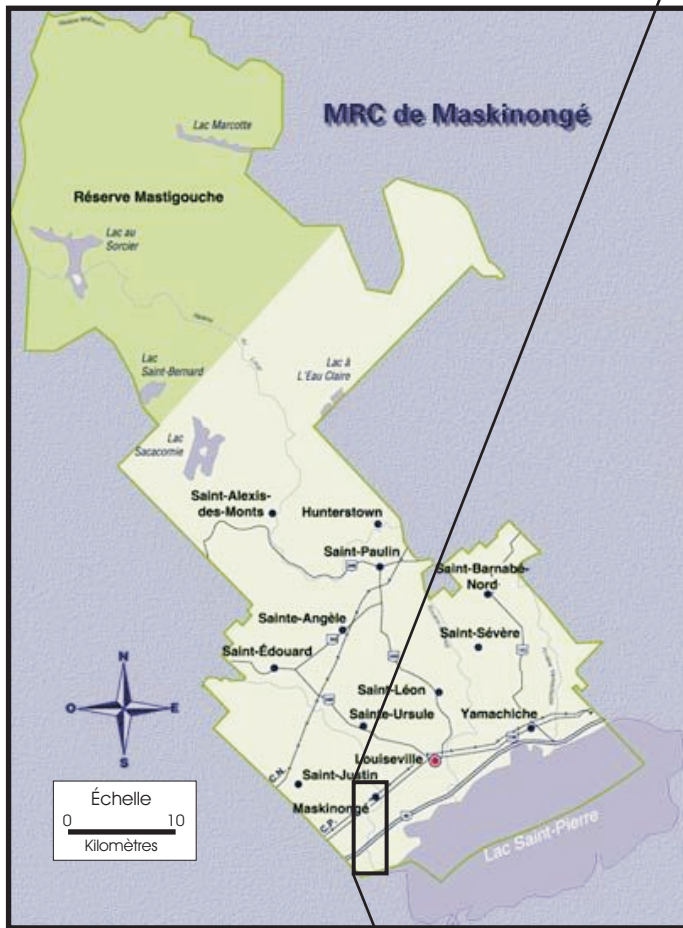 MRC de Maskinongé
Lac Marcotte
Réserve Mastigouche
Lac au
Sorcier
Lac
Saint-Bernard
Lac à
L'Eau Claire
Lac
Sacacomie
Saint-Alexis-
des-Monts
Hunterstown
Saint-Paulin
Saint-Barnabé-
Nord
Sainte-Angèle
Saint-Sévère
Saint-Édouard
Saint-Léon
Sainte-Ursule
Yamachiche
Louiseville
C.N.
Saint-Justin
Maskinongé
C.P.
Lac Saint-Pierre
N
O
E
S
Échelle
0 10
Kilomètres